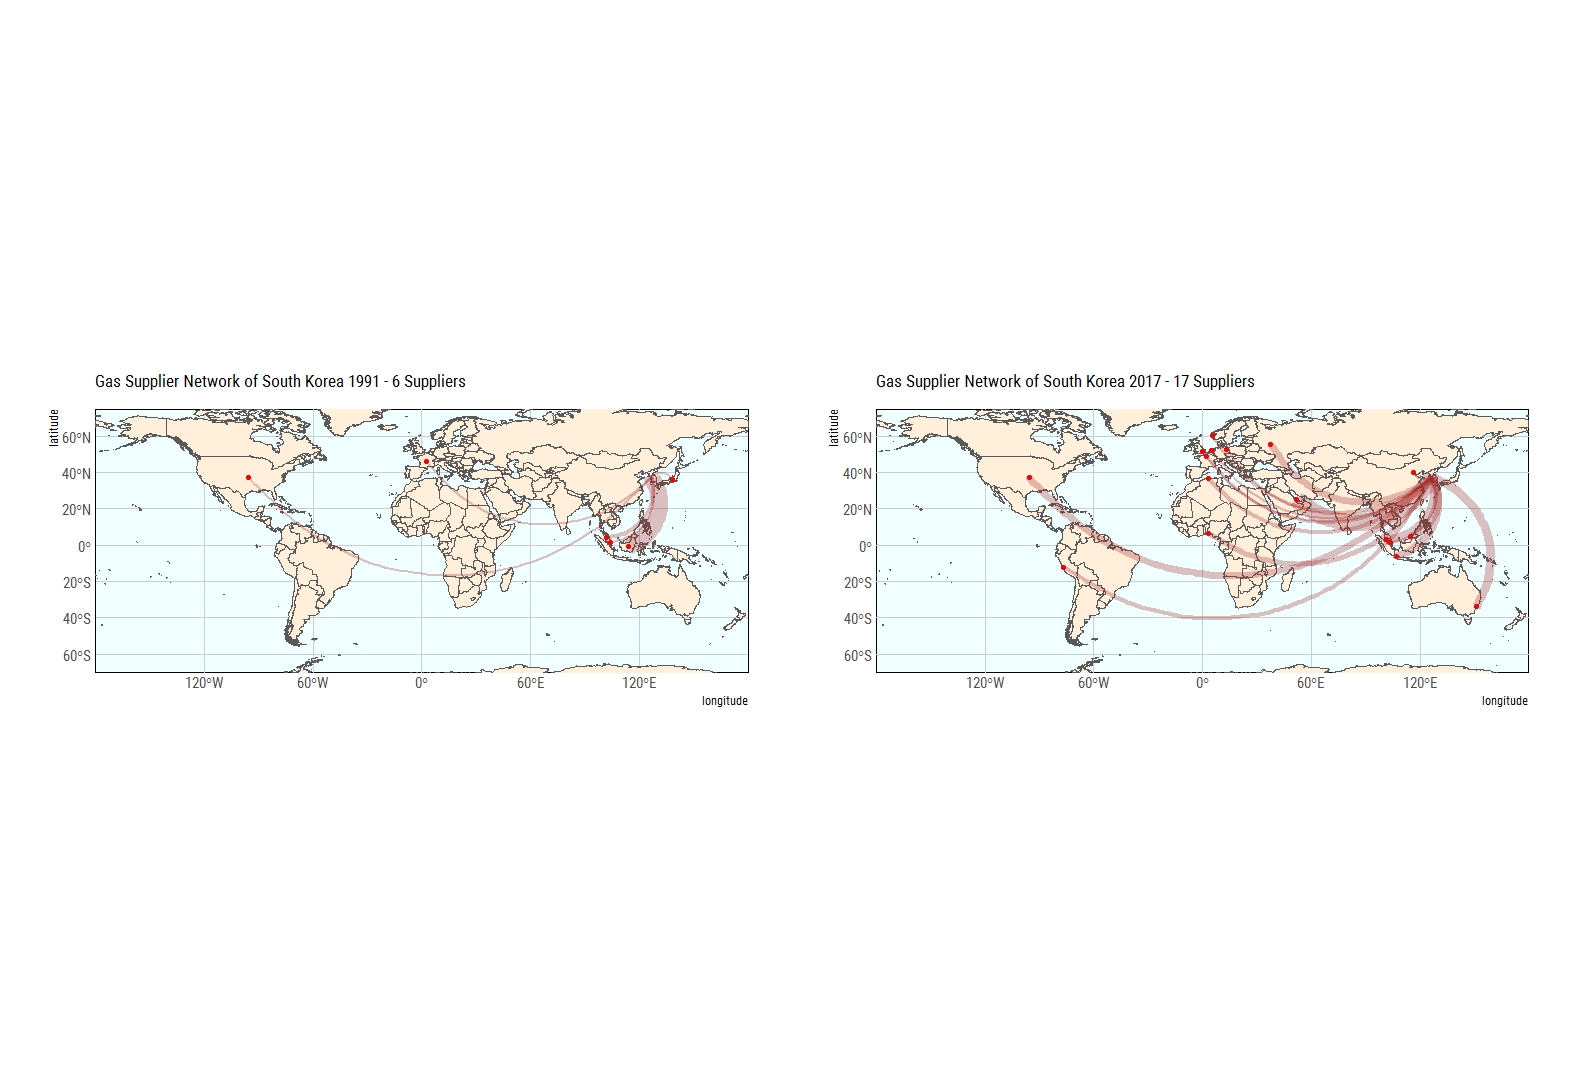 Gas Supplier Network of South Korea 1991 - 6 Suppliers
latitude
60°N
40°N
20°N
0°
20°S
40°S
60°S
120°W
60°W
0°
60°E
120°E
longitude
Gas Supplier Network of South Korea 2017 - 17 Suppliers
latitude
60°N
40°N
20°N
0°
20°S
40°S
60°S
120°W
60°W
0°
60°E
120°E
longitude